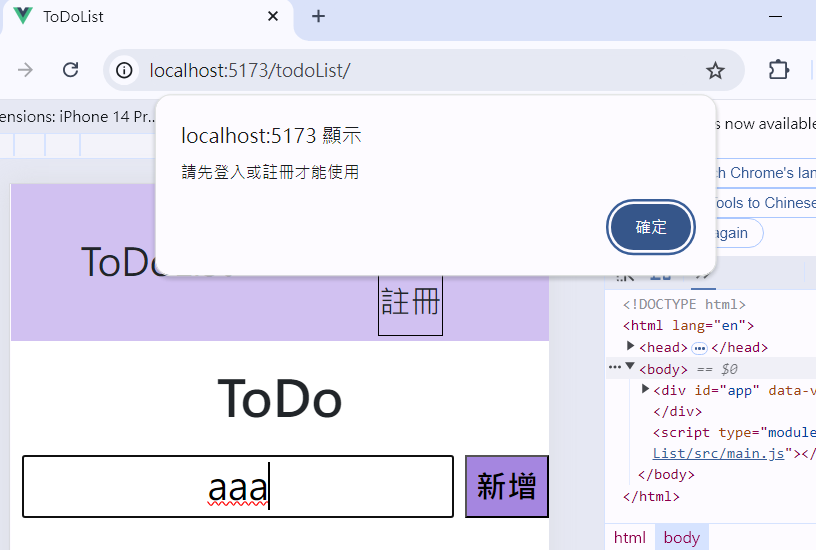 ToDoList
localhost:5173/todoList/
ensions: iPhone 14 Pr...
s now available
localhost:5173 顯示
請先登入或註冊才能使用
確定
ch Chrome's lan
ools to Chinese
again
ToDo
註冊
ToDo
aaa
新增
<!DOCTYPE html>
<html lang="en">
<head> ••• </head>
••• <body> == $0
<div id="app" data-v
</div>
<script type="module
List/src/main.js"></
</body>
</html>
html body